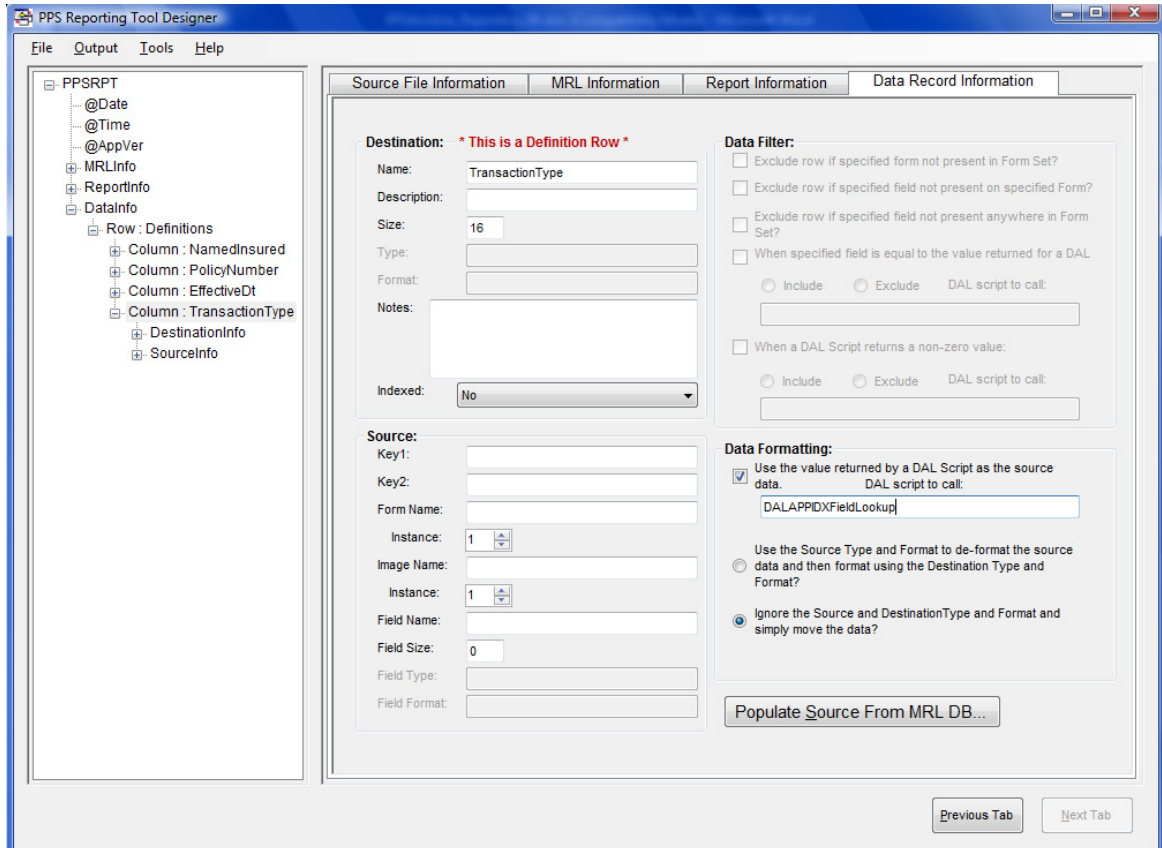 PPS Reporting Tool Designer
File Output Tools Help
PPSRPT
@Date
@Time
@AppVer
MRLInfo
ReportInfo
DataInfo
Row : Definitions
Column : NamedInsured
Column : PolicyNumber
Column : EffectiveDt
Column : TransactionType
DestinationInfo
SourceInfo
Source File Information
MRL Information
Report Information
Data Record Information
Destination: * This is a Definition Row *
Name: TransactionType
Description:
Size: 16
Type:
Format:
Notes:
Indexed: No
Source:
Key1:
Key2:
Form Name:
Instance: 1
Image Name:
Instance: 1
Field Name:
Field Size: 0
Field Type:
Field Format:
Data Filter:
Exclude row if specified form not present in Form Set?
Exclude row if specified field not present on specified Form?
Exclude row if specified field not present anywhere in Form
Set?
When specified field is equal to the value returned for a DAL
Include Exclude DAL script to call:
When a DAL Script returns a non-zero value:
Include Exclude DAL script to call:
Data Formatting:
Use the value returned by a DAL Script as the source
data. DAL script to call:
DALAPPIDXFieldLookup
Use the Source Type and Format to de-format the source
data and then format using the Destination Type and
Format?
Ignore the Source and DestinationType and Format and
simply move the data?
Populate Source From MRL DB...
Previous Tab
Next Tab